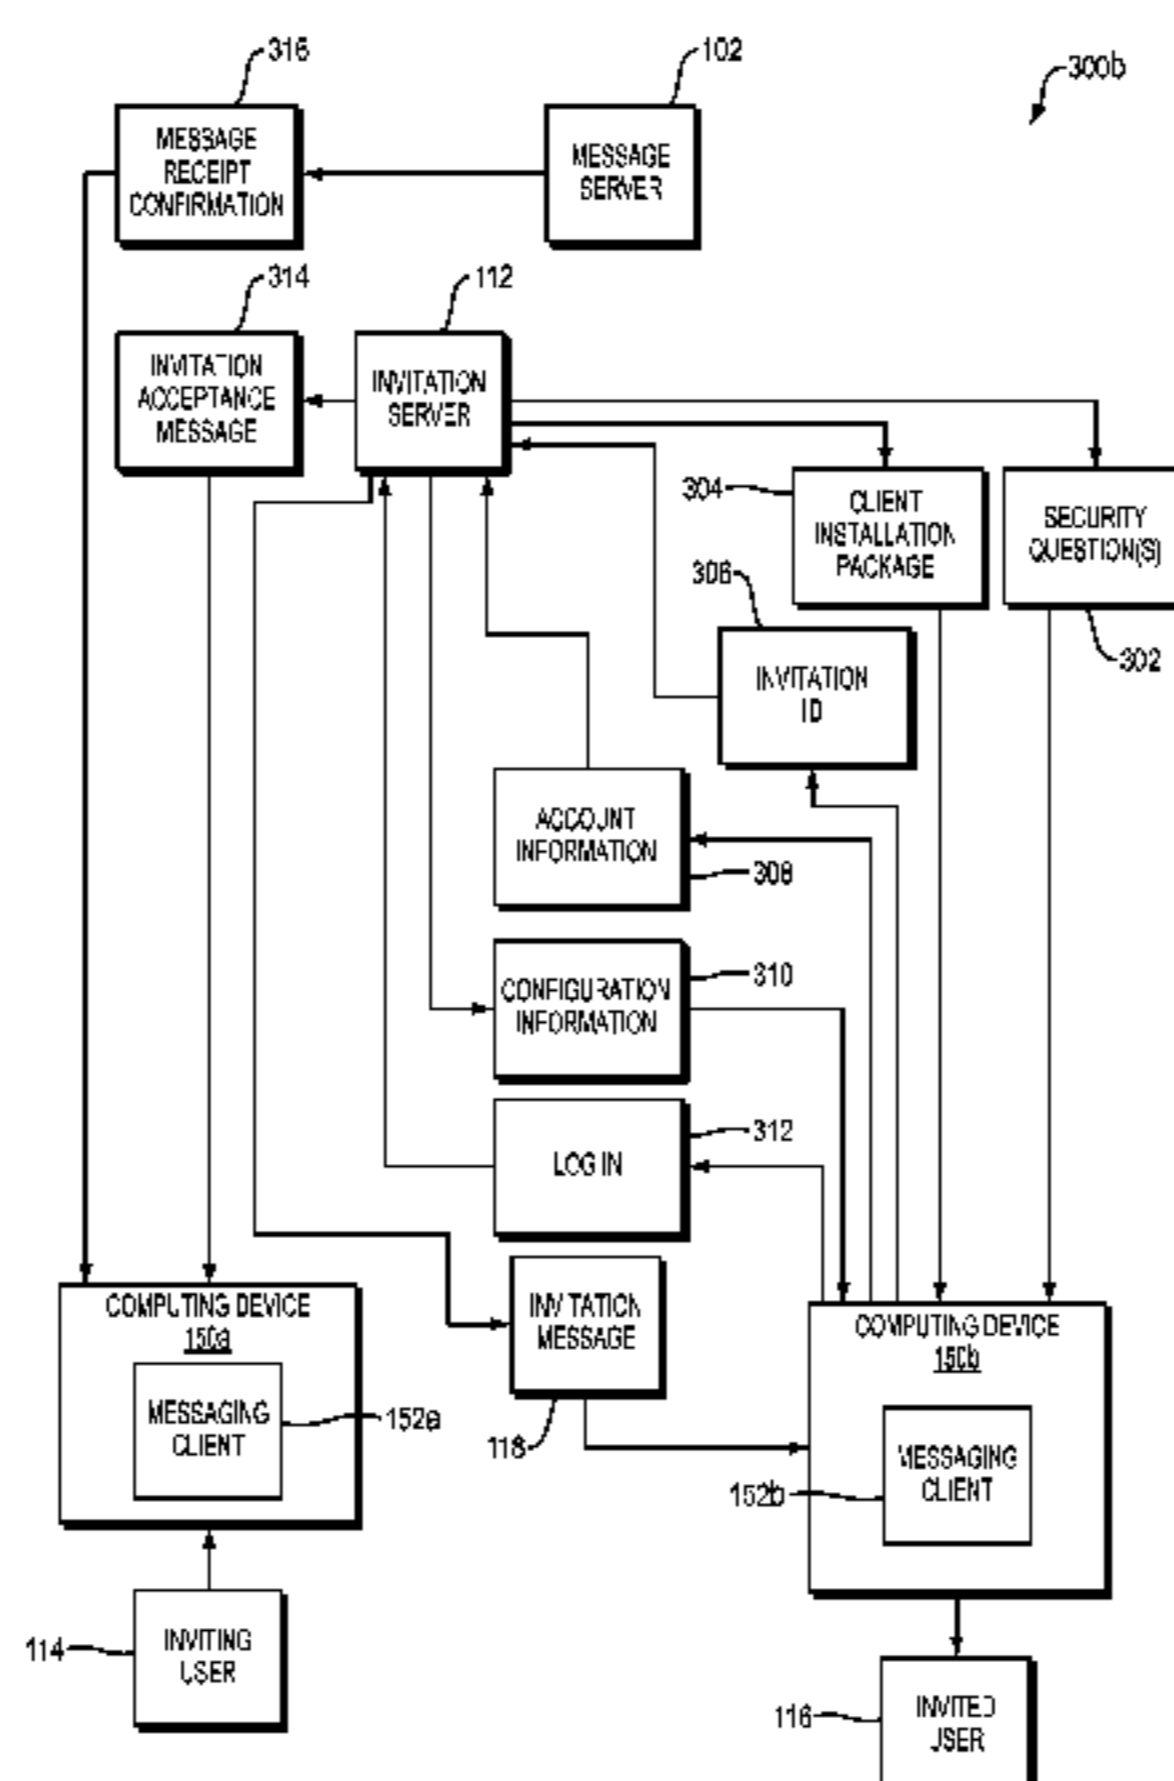 316
102
300b
MESSAGE
RECEIPT
CONFIRMATION
MESSAGE
SERVER
314
112
INVITATION
ACCEPTANCE
MESSAGE
INVITATION
SERVER
304
CLIENT
INSTALLATION
PACKAGE
SECURITY
QUESTION(S)
306
302
INVITATION
ID
ACCOUNT
INFORMATION
308
CONFIGURATION
INFORMATION
310
LOG IN
312
COMPUTING DEVICE
150a
MESSAGING
CLIENT
152a
INVITATION
MESSAGE
118
COMPUTING DEVICE
150b
MESSAGING
CLIENT
152b
114
INVITING
USER
116
INVITED
USER